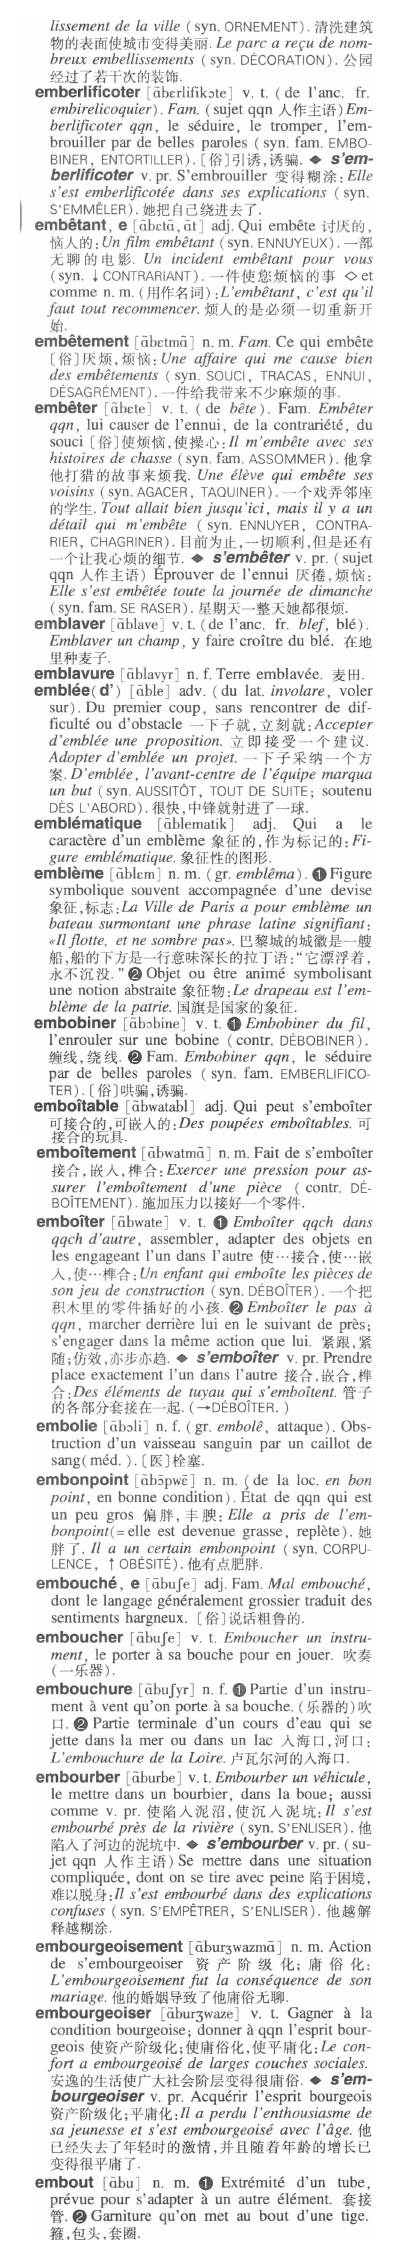 lissement de la ville (syn. ORNEMENT). 清洗建筑
物的表面使城市变得美丽. Le parc a reçu de nom-
breux embellissements (syn. DÉCORATION). 公园
经过了若干次的装饰.
emberlificoter [ɑ̃bɛrlifikɔte] v. t. (de l'anc. fr.
embirelicoquier). Fam. (sujet qqn 人作主语) Em-
berlificoter qqn, le séduire, le tromper, l'em-
brouiller par de belles paroles (syn. fam. EMBO-
BINER, ENTORTILLER). 〔俗〕引诱,诱骗. ◆ s'em-
berlificoter v. pr. S'embrouiller 变得糊涂: Elle
s'est emberlificotée dans ses explications (syn.
S'EMMÊLER). 她把自己绕进去了.
embêtant, e [ɑ̃bɛtɑ̃, ɑ̃t] adj. Qui embête 讨厌的,
恼人的: Un film embêtant (syn. ENNUYEUX). 一部
无聊的电影. Un incident embêtant pour vous
(syn. ↓ CONTRARIANT). 一件使您烦恼的事 ◇ et
comme n. m. (用作名词): L'embêtant, c'est qu'il
faut tout recommencer. 烦人的是必须一切重新开
始.
embêtement [ɑ̃bɛtmɑ̃] n. m. Fam. Ce qui embête
〔俗〕厌烦,烦恼: Une affaire qui me cause bien
des embêtements (syn. SOUCI, TRACAS, ENNUI,
DÉSAGRÉMENT). 一件给我带来不少麻烦的事.
embêter [ɑ̃bɛte] v. t. (de bête). Fam. Embêter
qqn, lui causer de l'ennui, de la contrariété, du
souci 〔俗〕使烦恼,使操心: Il m'embête avec ses
histoires de chasse (syn. fam. ASSOMMER). 他拿
他打猎的故事来烦我. Une élève qui embête ses
voisins (syn. AGACER, TAQUINER). 一个戏弄邻座
的学生. Tout allait bien jusqu'ici, mais il y a un
détail qui m'embête (syn. ENNUYER, CONTRA-
RIER, CHAGRINER). 目前为止,一切顺利,但是还有
一个让我心烦的细节. ◆ s'embêter v. pr. (sujet
qqn 人作主语) Éprouver de l'ennui 厌倦,烦恼:
Elle s'est embêtée toute la journée de dimanche
(syn. fam. SE RASER). 星期天一整天她都很烦.
emblaver [ɑ̃blave] v. t. (de l'anc. fr. blef, blé).
Emblaver un champ, y faire croître du blé. 在地
里种麦子.
emblavure [ɑ̃blavyr] n. f. Terre emblavée. 麦田.
emblée(d') [ɑ̃ble] adv. (du lat. involare, voler
sur). Du premier coup, sans rencontrer de dif-
ficulté ou d'obstacle 一下子就,立刻就: Accepter
d'emblée une proposition. 立即接受一个建议.
Adopter d'emblée un projet. 一下子采纳一个方
案. D'emblée, l'avant-centre de l'équipe marqua
un but (syn. AUSSITÔT, TOUT DE SUITE; soutenu
DÈS L'ABORD). 很快,中锋就射进了一球.
emblématique [ɑ̃blematik] adj. Qui a le
caractère d'un emblème 象征的,作为标记的: Fi-
gure emblématique. 象征性的图形.
emblème [ɑ̃blɛm] n. m. (gr. emblêma). ❶ Figure
symbolique souvent accompagnée d'une devise
象征,标志: La Ville de Paris a pour emblème un
bateau surmontant une phrase latine signifiant:
«Il flotte, et ne sombre pas». 巴黎城的城徽是一艘
船,船的下方是一行意味深长的拉丁语:“它漂浮着,
永不沉没.” ❷ Objet ou être animé symbolisant
une notion abstraite 象征物: Le drapeau est l'em-
blème de la patrie. 国旗是国家的象征.
embobiner [ɑ̃bɔbine] v. t. ❶ Embobiner du fil,
l'enrouler sur une bobine (contr. DÉBOBINER).
缠线,绕线. ❷ Fam. Embobiner qqn, le séduire
par de belles paroles (syn. fam. EMBERLIFICO-
TER). 〔俗〕哄骗,诱骗.
emboîtable [ɑ̃bwatabl] adj. Qui peut s'emboîter
可接合的,可嵌入的: Des poupées emboîtables. 可
接合的玩具.
emboîtement [ɑ̃bwatmɑ̃] n. m. Fait de s'emboîter
接合,嵌入,榫合: Exercer une pression pour as-
surer l'emboîtement d'une pièce (contr. DÉ-
BOÎTEMENT). 施加压力以接好一个零件.
emboîter [ɑ̃bwate] v. t. ❶ Emboîter qqch dans
qqch d'autre, assembler, adapter des objets en
les engageant l'un dans l'autre 使…接合,使…嵌
入,使…榫合: Un enfant qui emboîte les pièces de
son jeu de construction (syn. DÉBOÎTER). 一个把
积木里的零件插好的小孩. ❷ Emboîter le pas à
qqn, marcher derrière lui en le suivant de près;
s'engager dans la même action que lui. 紧跟,紧
随;仿效,亦步亦趋. ◆ s'emboîter v. pr. Prendre
place exactement l'un dans l'autre 接合,嵌合,榫
合: Des éléments de tuyau qui s'emboîtent. 管子
的各部分套接在一起. (→DÉBOÎTER.)
embolie [ɑ̃bɔli] n. f. (gr. embolê, attaque). Obs-
truction d'un vaisseau sanguin par un caillot de
sang(méd.). 〔医〕栓塞.
embonpoint [ɑ̃bɔ̃pwɛ̃] n. m. (de la loc. en bon
point, en bonne condition). État de qqn qui est
un peu gros 偏胖,丰腴: Elle a pris de l'em-
bonpoint(= elle est devenue grasse, replète). 她
胖了. Il a un certain embonpoint (syn. CORPU-
LENCE, ↑ OBÉSITÉ). 他有点肥胖.
embouché, e [ɑ̃buʃe] adj. Fam. Mal embouché,
dont le langage généralement grossier traduit des
sentiments hargneux. 〔俗〕说话粗鲁的.
emboucher [ɑ̃buʃe] v. t. Emboucher un instru-
ment, le porter à sa bouche pour en jouer. 吹奏
(一乐器).
embouchure [ɑ̃buʃyr] n. f. ❶ Partie d'un instru-
ment à vent qu'on porte à sa bouche. (乐器的)吹
口. ❷ Partie terminale d'un cours d'eau qui se
jette dans la mer ou dans un lac 入海口,河口:
L'embouchure de la Loire. 卢瓦尔河的入海口.
embourber [ɑ̃burbe] v. t. Embourber un véhicule,
le mettre dans un bourbier, dans la boue; aussi
comme v. pr. 使陷入泥沼,使沉入泥坑: Il s'est
embourbé près de la rivière (syn. S'ENLISER). 他
陷入了河边的泥坑中. ◆ s'embourber v. pr. (su-
jet qqn 人作主语) Se mettre dans une situation
compliquée, dont on se tire avec peine 陷于困境,
难以脱身: Il s'est embourbé dans des explications
confuses (syn. S'EMPÊTRER, S'ENLISER). 他越解
释越糊涂.
embourgeoisement [ɑ̃burʒwazmɑ̃] n. m. Action
de s'embourgeoiser 资产阶级化;庸俗化:
L'embourgeoisement fut la conséquence de son
mariage. 他的婚姻导致了他庸俗无聊.
embourgeoiser [ɑ̃burʒwaze] v. t. Gagner à la
condition bourgeoise; donner à qqn l'esprit bour-
geois 使资产阶级化;使庸俗化,使平庸化: Le con-
fort a embourgeoisé de larges couches sociales.
安逸的生活使广大社会阶层变得很庸俗. ◆ s'em-
bourgeoiser v. pr. Acquérir l'esprit bourgeois
资产阶级化;平庸化: Il a perdu l'enthousiasme de
sa jeunesse et s'est embourgeoisé avec l'âge. 他
已经失去了年轻时的激情,并且随着年龄的增长已
变得很平庸了.
embout [ɑ̃bu] n. m. ❶ Extrémité d'un tube,
prévue pour s'adapter à un autre élément. 套接
管. ❷ Garniture qu'on met au bout d'une tige.
箍,包头,套圈.